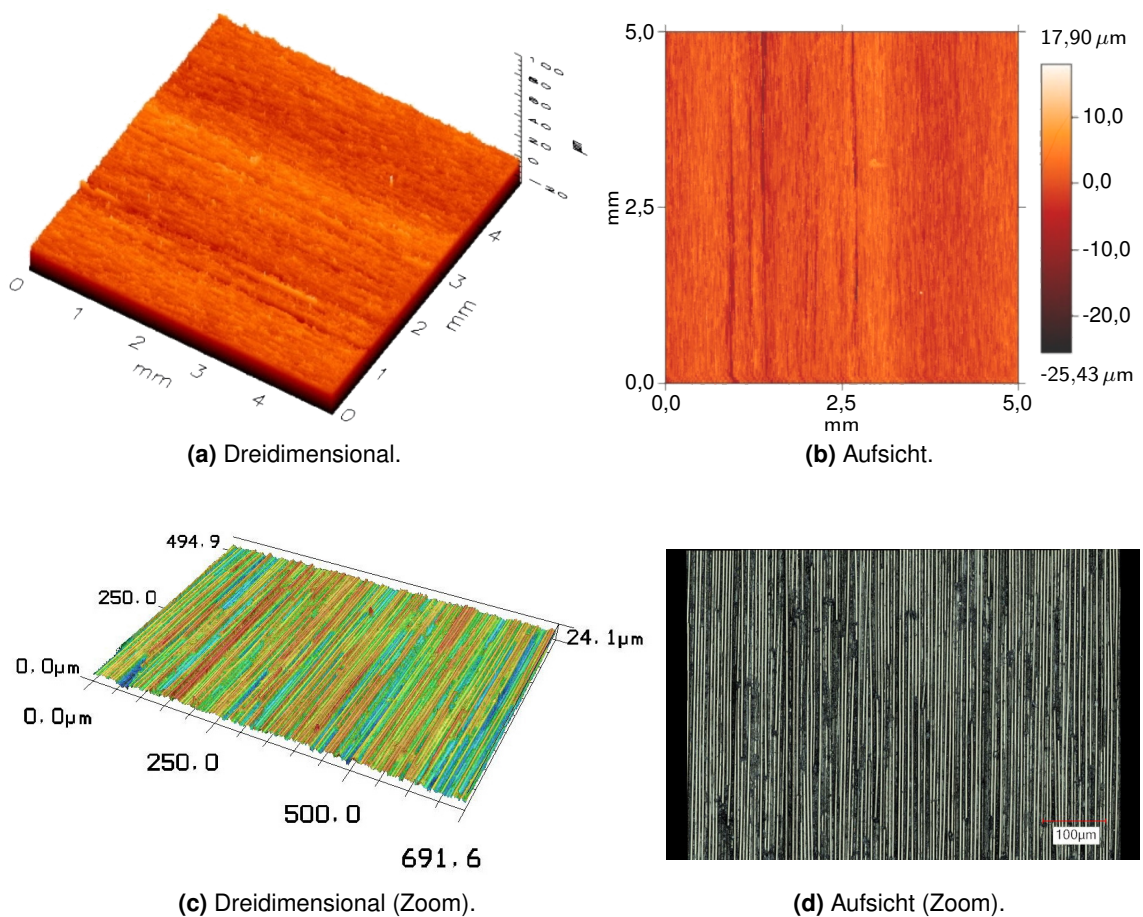 0
1
2
3
4
mm
0
1
2
3
4
mm
5,0
2,5
0,0
mm
0,0
2,5
5,0
mm
17,90 µm
10,0
0,0
-10,0
-20,0
-25,43 µm
(a) Dreidimensional.
(b) Aufsicht.
494.9
250.0
0.0µm
0.0µm
250.0
500.0
691.6
24.1µm
100µm
(c) Dreidimensional (Zoom).
(d) Aufsicht (Zoom).